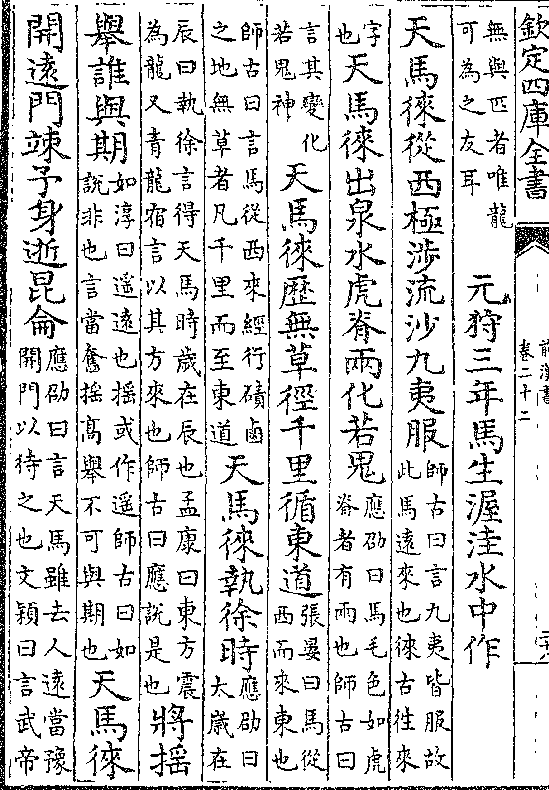 欽定四庫全書
前漢書
卷二十二
無與匹者唯龍
可為之友耳
元狩三年馬生渥洼水中作
天馬徠從西極涉流沙九夷服
師古曰言九夷皆服故
此馬遠來也徠古往來
字
也
天馬徠出泉水虎脊兩化若鬼
應劭曰馬毛色如虎
脊者有兩也師古曰
言其變化
若鬼神
天馬徠歷無草徑千里循東道
張晏曰馬從
西而來東也
師古曰言馬從西來經行磧鹵
之地無草者凡千里而至東道
天馬徠執徐時
應劭曰
太歲在
辰曰執徐言得天馬時歲在辰也孟康曰東方震
為龍又青龍宿言以其方來也師古曰應說是也
將搖
舉誰與期
如淳曰遥遠也搖或作遥師古曰如
說非也言當奮搖高舉不可與期也
天馬徠
開逺門竦予身逝昆侖
應劭曰言天馬雖去人遠當豫
開門以待之也文穎曰言武帝